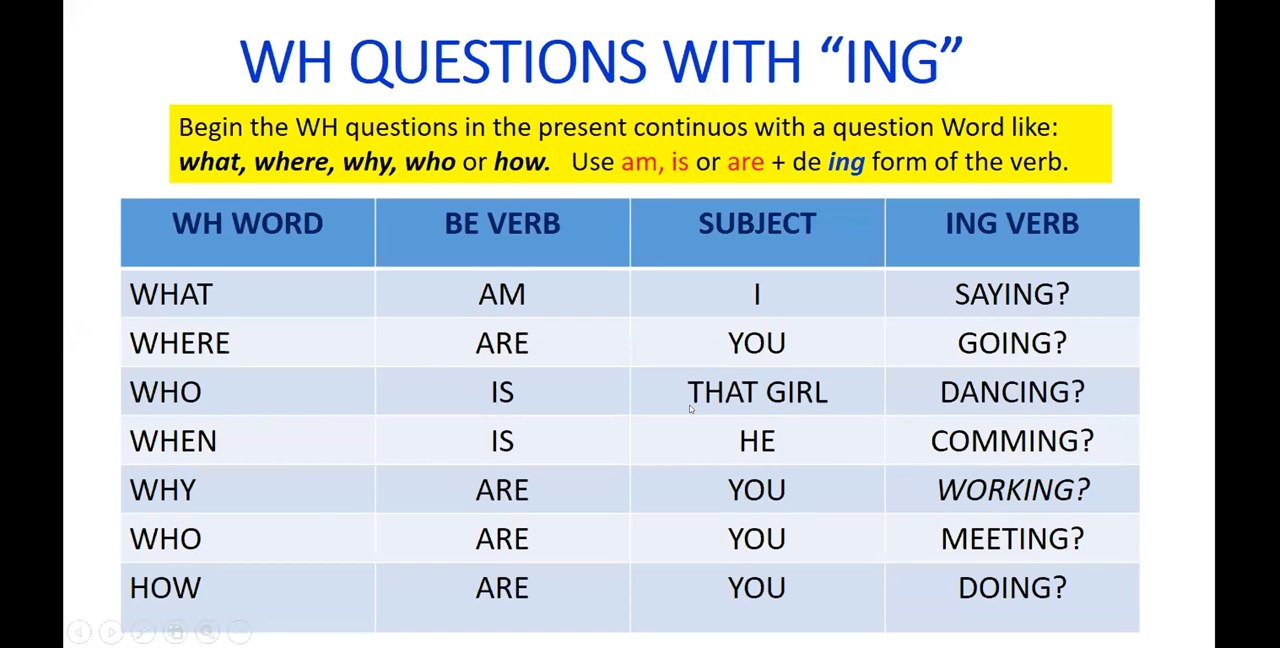 WH QUESTIONS WITH “ING”
Begin the WH questions in the present continuos with a question Word like:
what, where, why, who or how. Use am, is or are + de ing form of the verb.
WH WORD BE VERB SUBJECT ING VERB
WHAT AM I SAYING?
WHERE ARE YOU GOING?
WHO IS THAT GIRL DANCING?
WHEN IS HE COMMING?
WHY ARE YOU WORKING?
WHO ARE YOU MEETING?
HOW ARE YOU DOING?